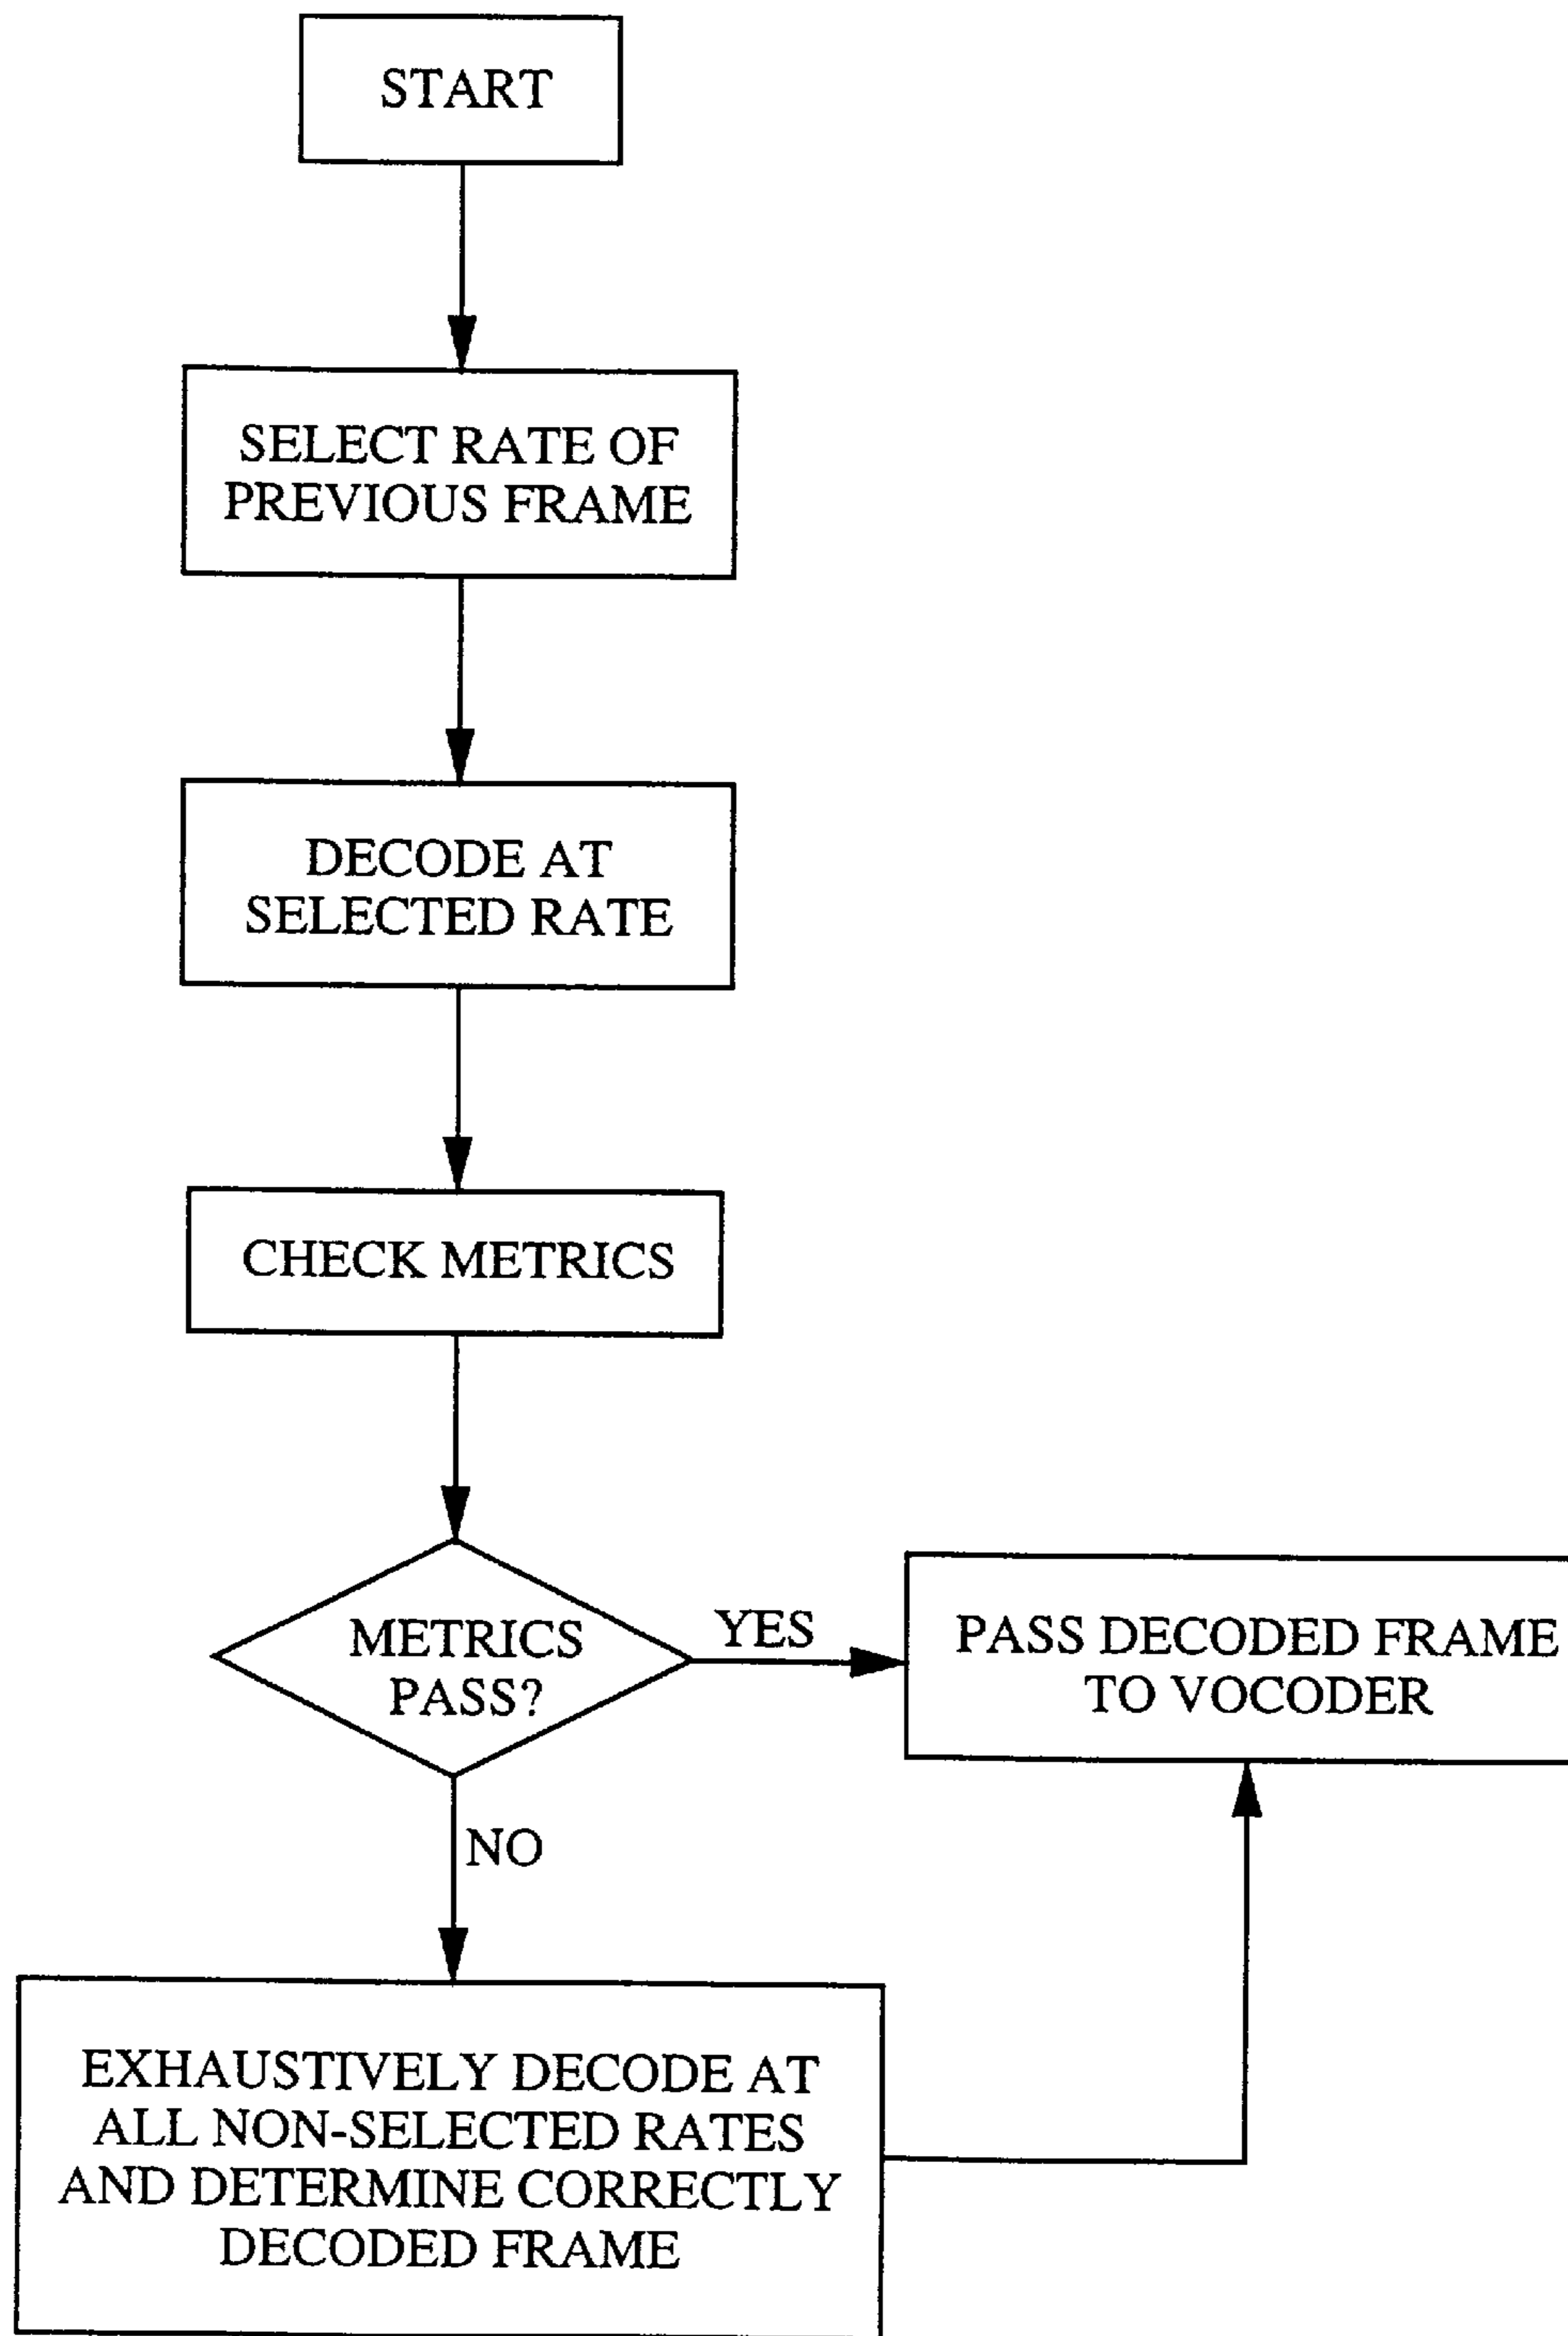 START
SELECT RATE OF
PREVIOUS FRAME
DECODE AT
SELECTED RATE
CHECK METRICS
METRICS
PASS?
YES
PASS DECODED FRAME
TO VOCODER
NO
EXHAUSTIVELY DECODE AT
ALL NON-SELECTED RATES
AND DETERMINE CORRECTLY
DECODED FRAME